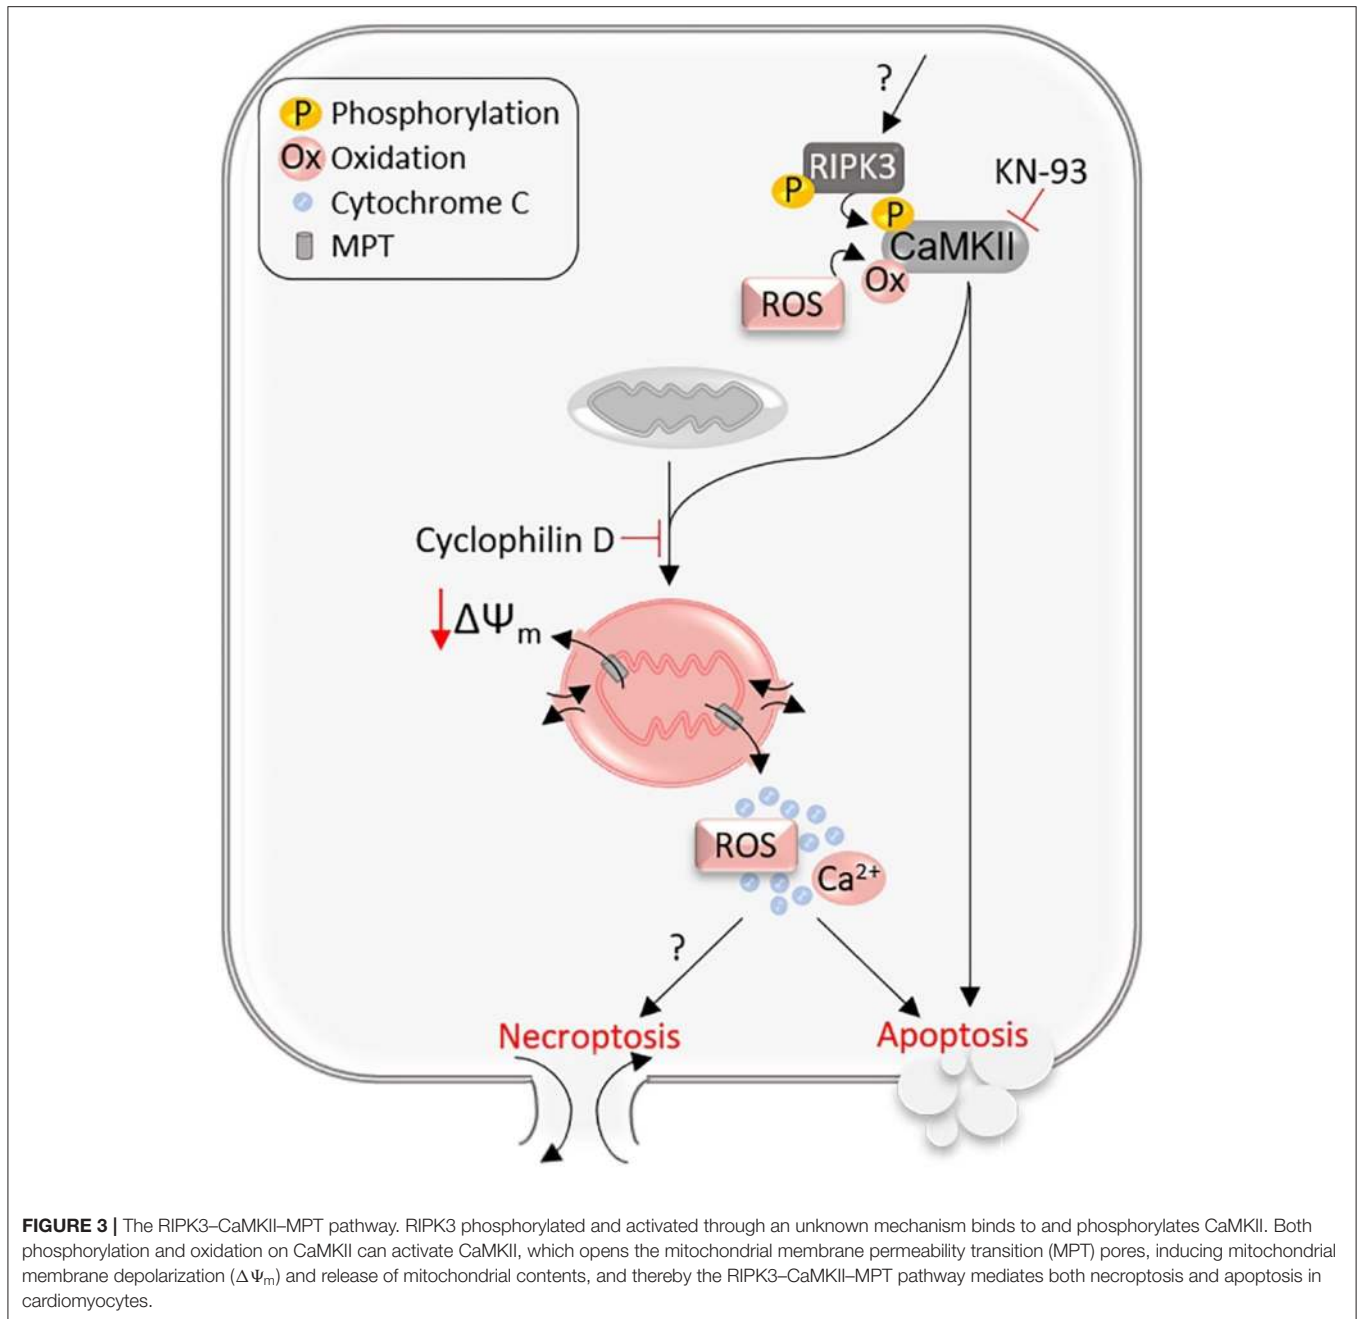 P Phosphorylation
Ox Oxidation
Cytochrome C
MPT
?
RIPK3
P
P
KN-93
CaMKII
Ox
ROS
Cyclophilin D
ΔΨm
ROS
Ca2+
?
Necroptosis
Apoptosis
FIGURE 3 | The RIPK3–CaMKII–MPT pathway. RIPK3 phosphorylated and activated through an unknown mechanism binds to and phosphorylates CaMKII. Both
phosphorylation and oxidation on CaMKII can activate CaMKII, which opens the mitochondrial membrane permeability transition (MPT) pores, inducing mitochondrial
membrane depolarization (ΔΨm) and release of mitochondrial contents, and thereby the RIPK3–CaMKII–MPT pathway mediates both necroptosis and apoptosis in
cardiomyocytes.